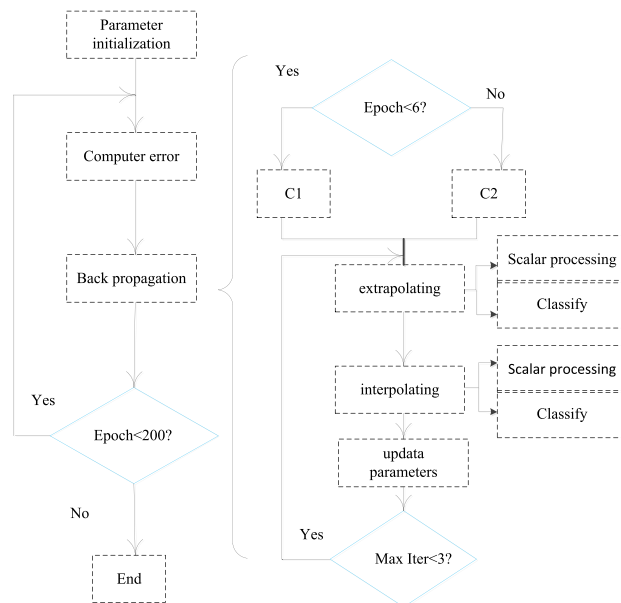 Parameter
initialization
Computer error
Back propagation
Yes
Epoch<200?
No
End
Yes
Epoch<6?
No
C1
C2
extrapolating
Scalar processing
Classify
interpolating
Scalar processing
Classify
updata
parameters
Yes
Max Iter<3?